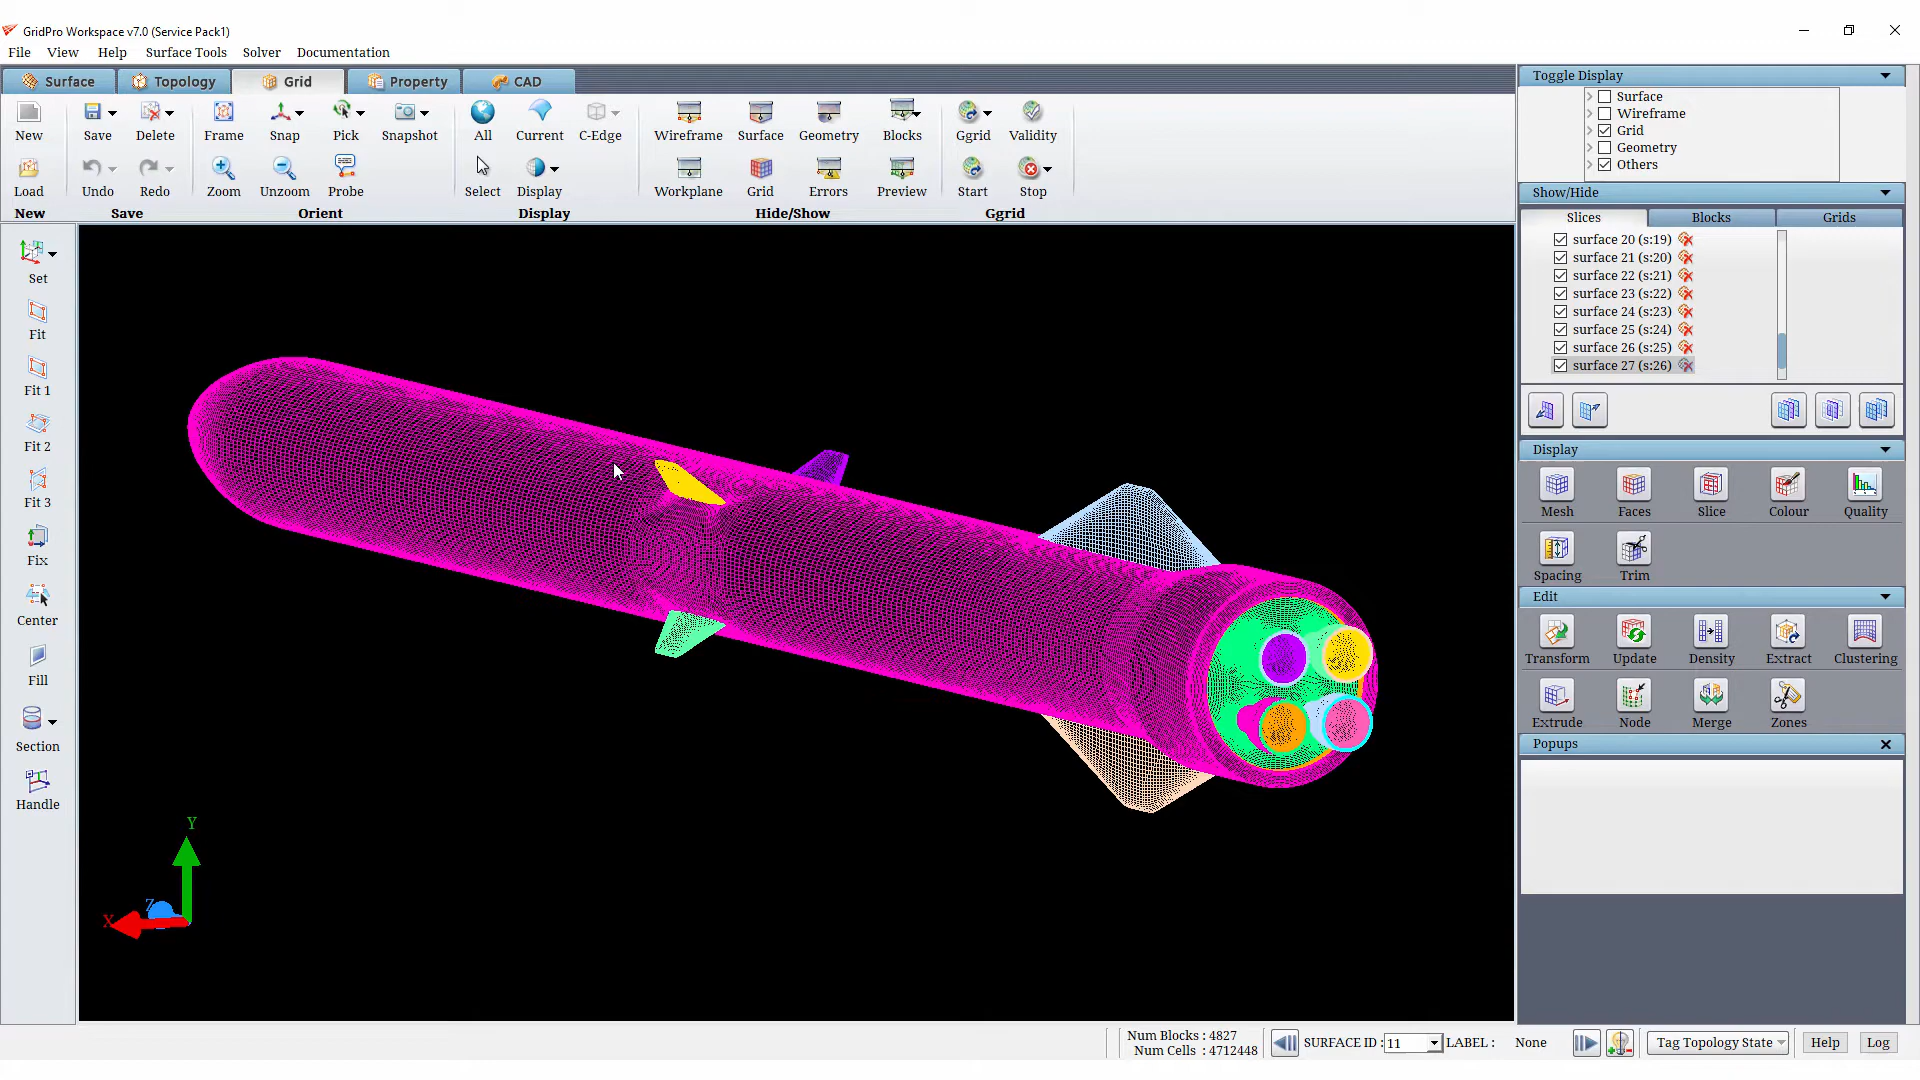 GridPro Workspace v7.0 (Service Pack1)
File View Help Surface Tools Solver Documentation
Surface Topology Grid Property CAD
New Save Delete Frame Snap Pick Snapshot All Current C-Edge Wireframe Surface Geometry Blocks Ggrid Validity
Load Undo Redo Zoom Unzoom Probe Select Display Workplane Grid Errors Preview Start Stop
New Save Orient Display Hide/Show Ggrid
Set
Fit
Fit 1
Fit 2
Fit 3
Fix
Center
Fill
Section
Handle
Y
Z
X
Toggle Display
Surface
Wireframe
Grid
Geometry
Others
Show/Hide
Slices Blocks Grids
surface 20 (s:19)
surface 21 (s:20)
surface 22 (s:21)
surface 23 (s:22)
surface 24 (s:23)
surface 25 (s:24)
surface 26 (s:25)
surface 27 (s:26)
Display
Mesh Faces Slice Colour Quality
Spacing Trim
Edit
Transform Update Density Extract Clustering
Extrude Node Merge Zones
Popups
Num Blocks : 4827
Num Cells : 4712448
SURFACE ID : 11 LABEL : None Tag Topology State Help Log